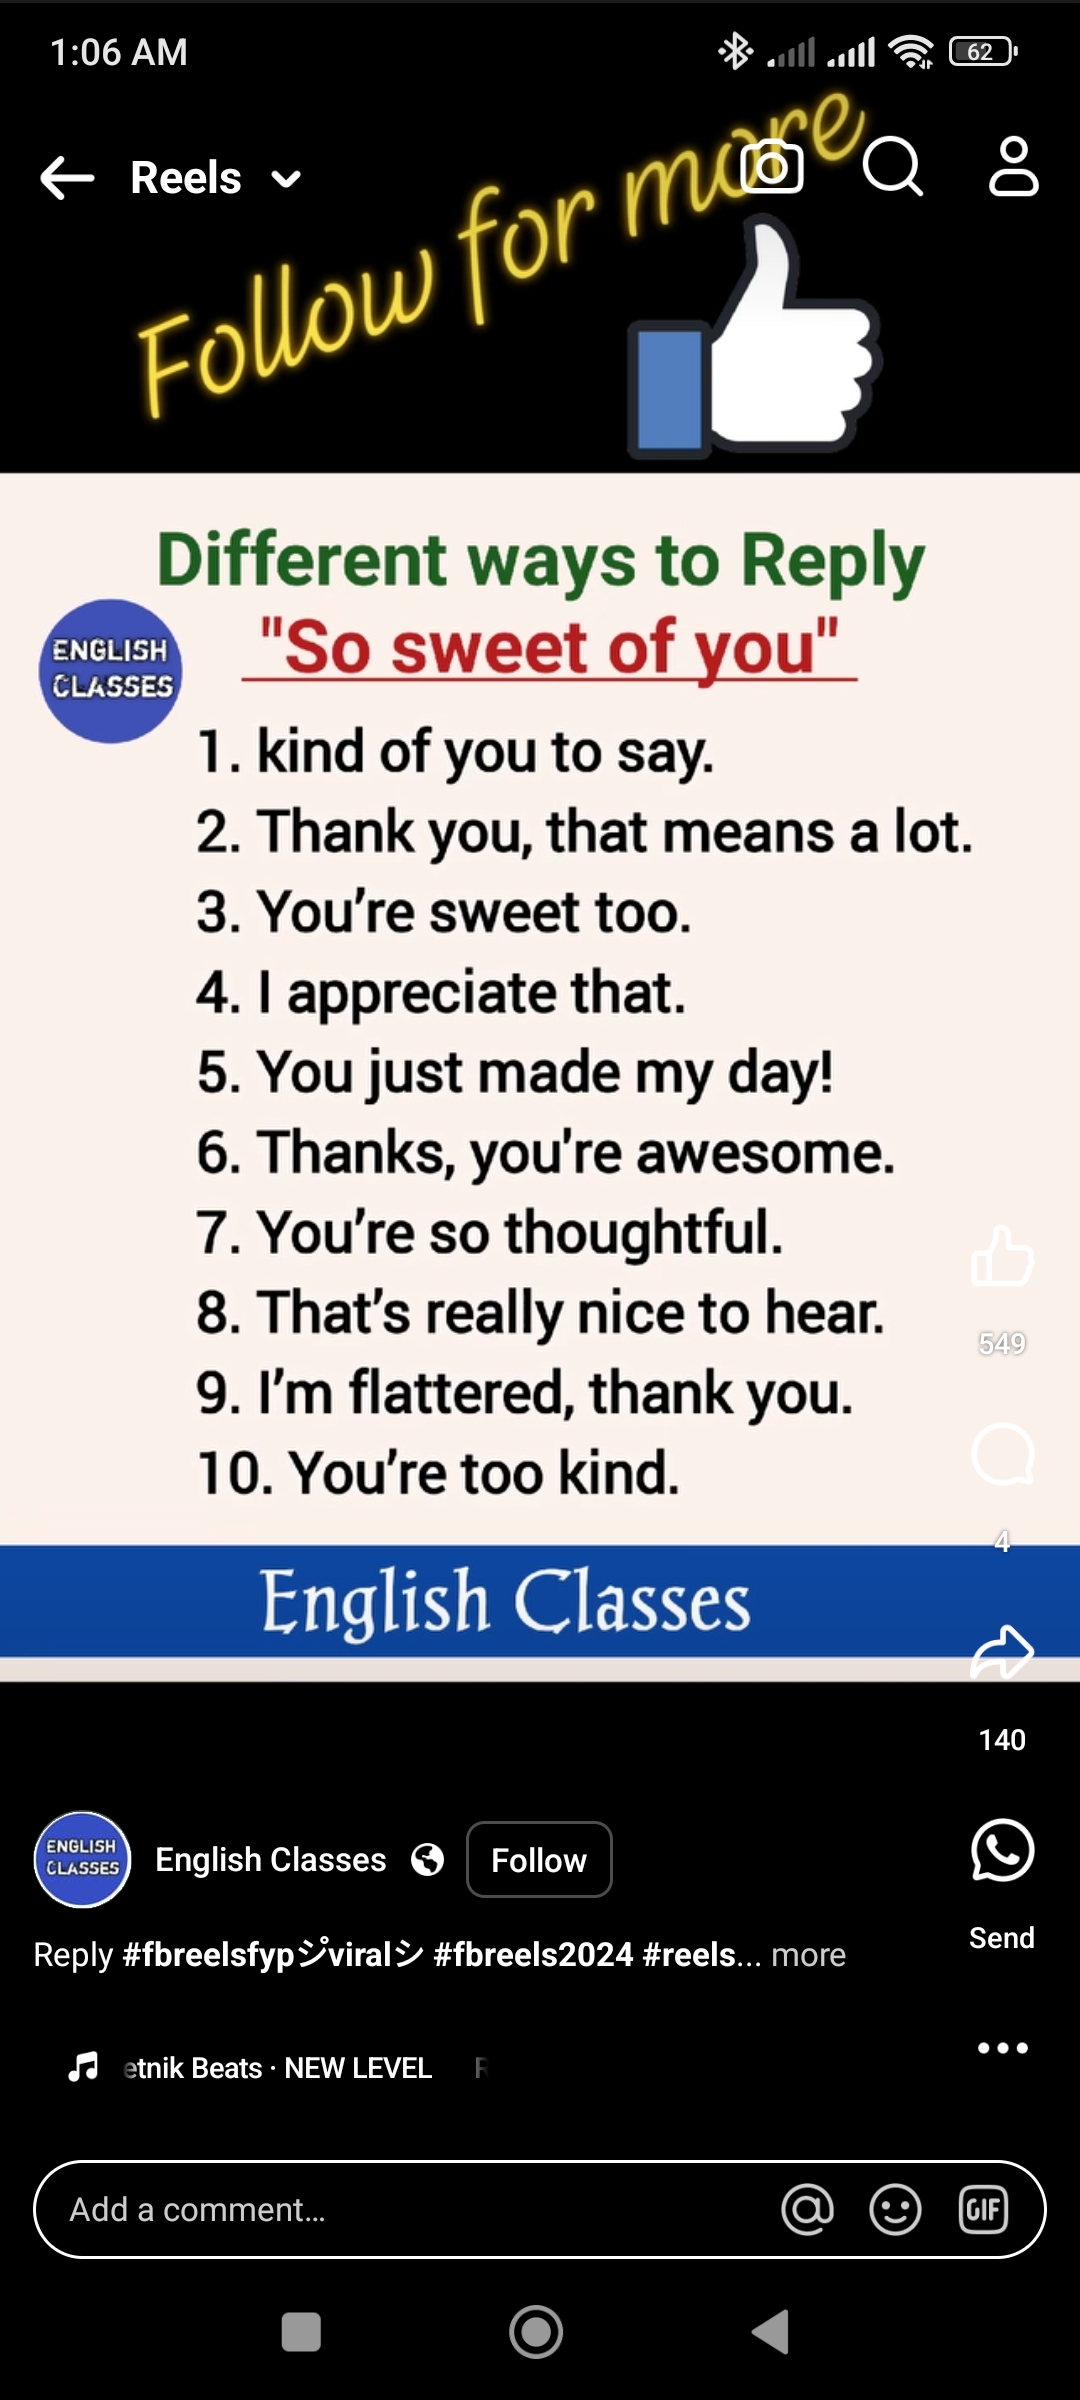 1:06 AM
62
Reels
Follow for more
Different ways to Reply
"So sweet of you"
ENGLISH
CLASSES
1. kind of you to say.
2. Thank you, that means a lot.
3. You’re sweet too.
4. I appreciate that.
5. You just made my day!
6. Thanks, you're awesome.
7. You’re so thoughtful.
8. That’s really nice to hear.
9. I’m flattered, thank you.
10. You’re too kind.
549
4
English Classes
140
ENGLISH
CLASSES
English Classes
Follow
Send
Reply #fbreelsfypシ゚viralシ #fbreels2024 #reels... more
etnik Beats · NEW LEVEL
Add a comment...
GIF